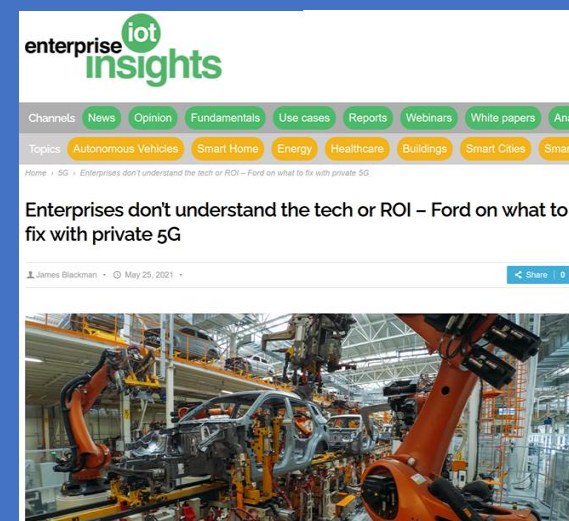 enterprise iot
insights
Channels News Opinion Fundamentals Use cases Reports Webinars White papers
Topics Autonomous Vehicles Smart Home Energy Healthcare Buildings Smart Cities Smar
Home › 5G › Enterprises don't understand the tech or ROI – Ford on what to fix with private 5G
Enterprises don't understand the tech or ROI – Ford on what to
fix with private 5G
James Blackman • May 25, 2021 •
Share 0